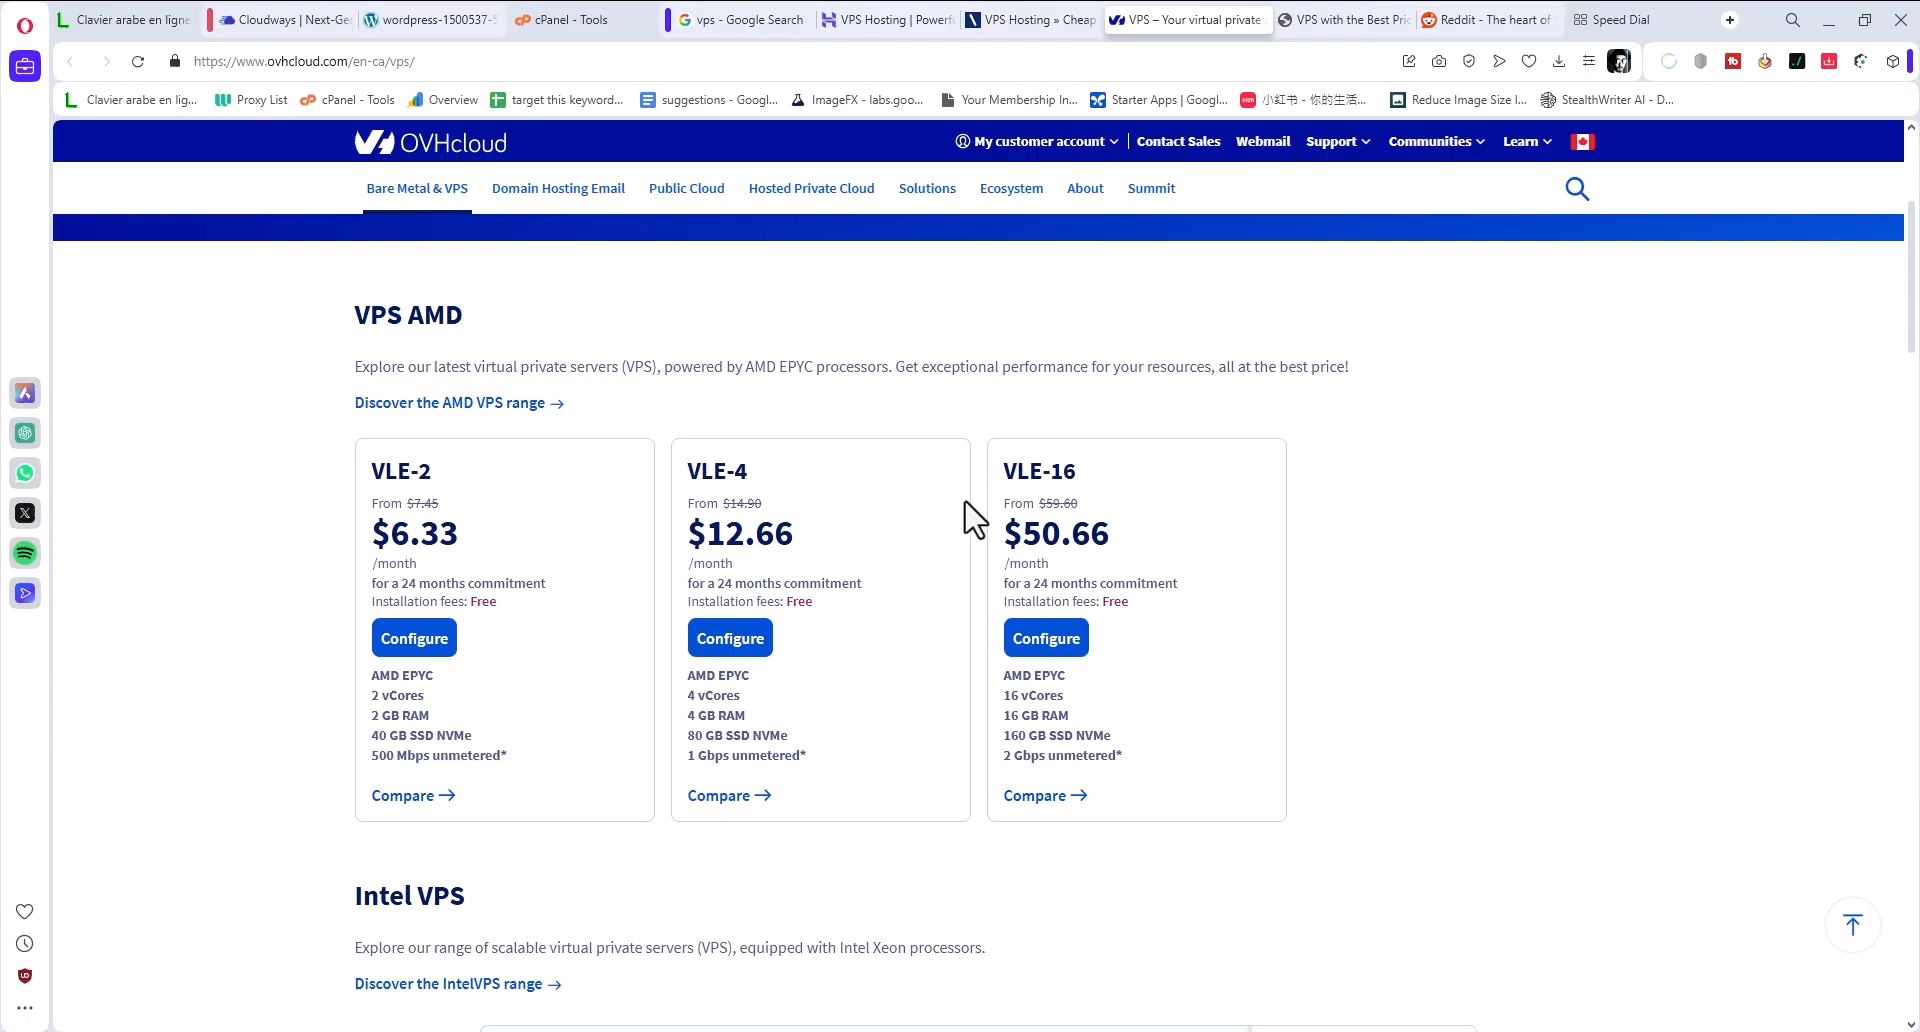 Clavier arabe en ligne
Cloudways | Next-Ge
wordpress-1500537-5
cPanel - Tools
vps - Google Search
VPS Hosting | Powerfu
VPS Hosting » Cheap
VPS – Your virtual private
VPS with the Best Pric
Reddit - The heart of
Speed Dial
https://www.ovhcloud.com/en-ca/vps/
Clavier arabe en lig...
Proxy List
cPanel - Tools
Overview
target this keyword...
suggestions - Googl...
ImageFX - labs.goo...
Your Membership In...
Starter Apps | Googl...
小红书 - 你的生活...
Reduce Image Size I...
StealthWriter AI - D...
OVHcloud
My customer account
Contact Sales
Webmail
Support
Communities
Learn
Bare Metal & VPS
Domain Hosting Email
Public Cloud
Hosted Private Cloud
Solutions
Ecosystem
About
Summit
VPS AMD
Explore our latest virtual private servers (VPS), powered by AMD EPYC processors. Get exceptional performance for your resources, all at the best price!
Discover the AMD VPS range →
VLE-2
From $7.45
$6.33
/month
for a 24 months commitment
Installation fees: Free
Configure
AMD EPYC
2 vCores
2 GB RAM
40 GB SSD NVMe
500 Mbps unmetered*
Compare →
VLE-4
From $14.90
$12.66
/month
for a 24 months commitment
Installation fees: Free
Configure
AMD EPYC
4 vCores
4 GB RAM
80 GB SSD NVMe
1 Gbps unmetered*
Compare →
VLE-16
From $59.60
$50.66
/month
for a 24 months commitment
Installation fees: Free
Configure
AMD EPYC
16 vCores
16 GB RAM
160 GB SSD NVMe
2 Gbps unmetered*
Compare →
Intel VPS
Explore our range of scalable virtual private servers (VPS), equipped with Intel Xeon processors.
Discover the IntelVPS range →